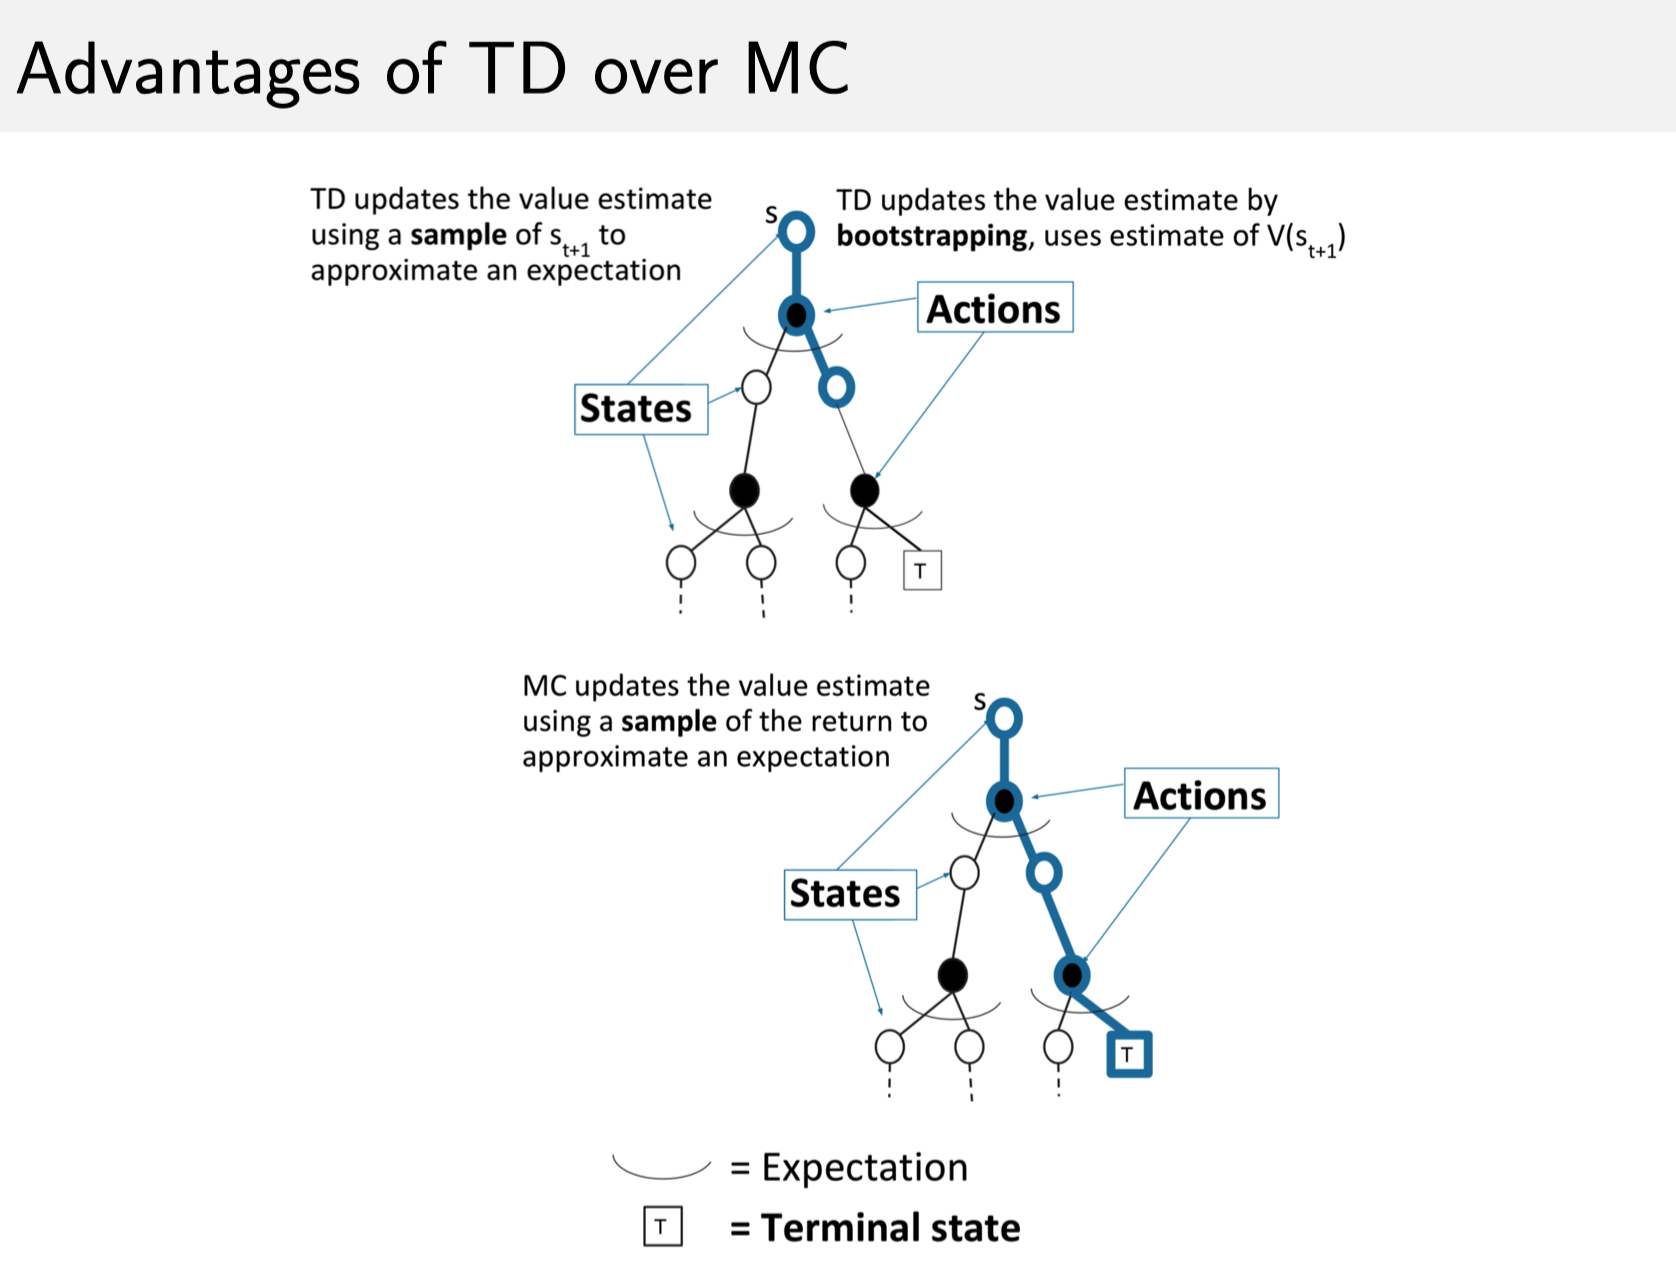 Advantages of TD over MC
TD updates the value estimate
using a sample of s_{t+1} to
approximate an expectation
s
TD updates the value estimate by
bootstrapping, uses estimate of V(s_{t+1})
Actions
States
T
MC updates the value estimate
using a sample of the return to
approximate an expectation
s
Actions
States
T
= Expectation
T = Terminal state